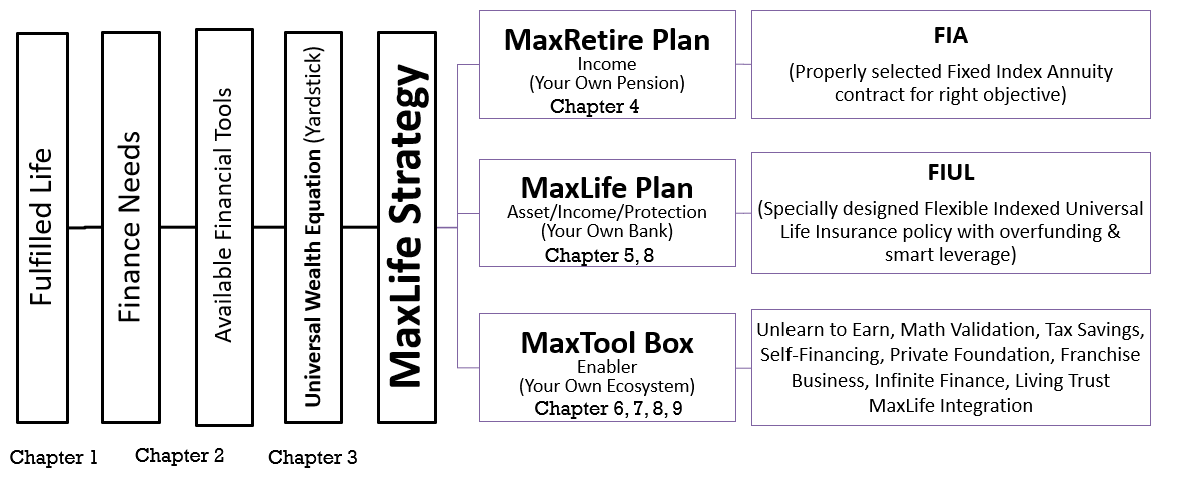 Fulfilled Life
Finance Needs
Available Financial Tools
Universal Wealth Equation (Yardstick)
MaxLife Strategy
Chapter 1
Chapter 2
Chapter 3
MaxRetire Plan
Income
(Your Own Pension)
Chapter 4
FIA
(Properly selected Fixed Index Annuity
contract for right objective)
MaxLife Plan
Asset/Income/Protection
(Your Own Bank)
Chapter 5, 8
FIUL
(Specially designed Flexible Indexed Universal
Life Insurance policy with overfunding &
smart leverage)
MaxTool Box
Enabler
(Your Own Ecosystem)
Chapter 6, 7, 8, 9
Unlearn to Earn, Math Validation, Tax Savings,
Self-Financing, Private Foundation, Franchise
Business, Infinite Finance, Living Trust
MaxLife Integration